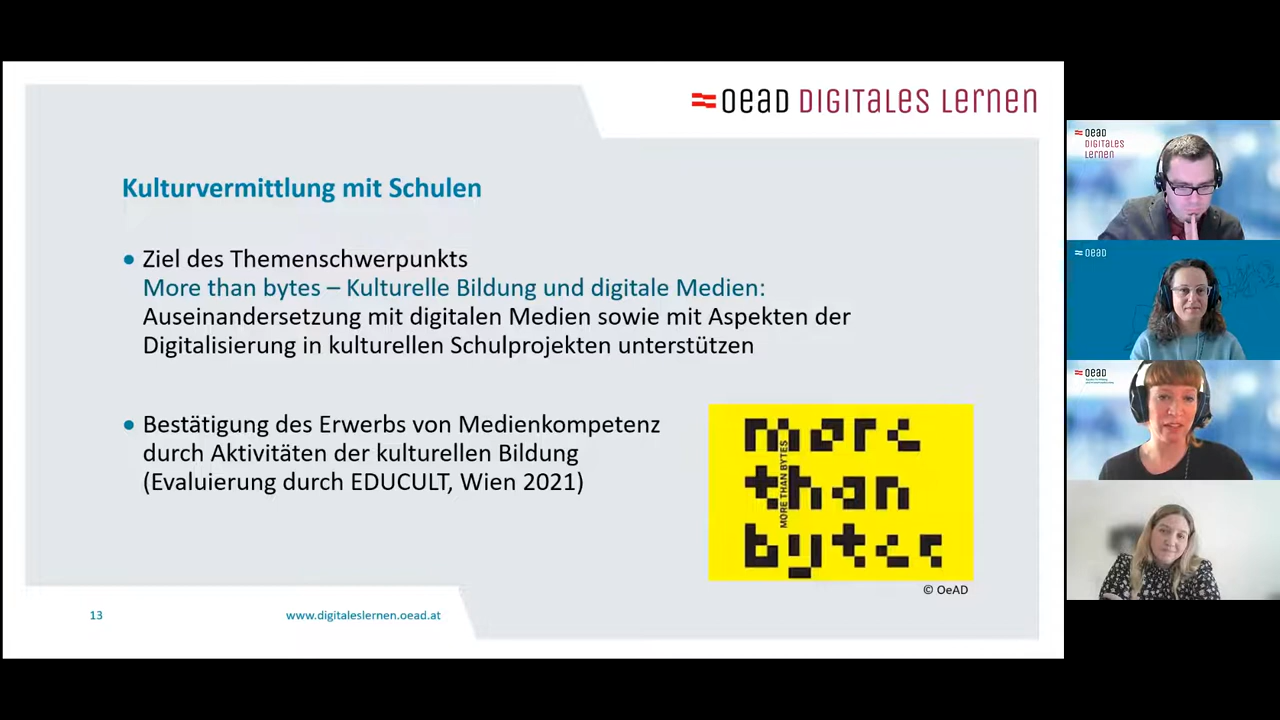 OeAD DIGITALES LERNEN
Kulturvermittlung mit Schulen
• Ziel des Themenschwerpunkts
More than bytes – Kulturelle Bildung und digitale Medien:
Auseinandersetzung mit digitalen Medien sowie mit Aspekten der
Digitalisierung in kulturellen Schulprojekten unterstützen
• Bestätigung des Erwerbs von Medienkompetenz
durch Aktivitäten der kulturellen Bildung
(Evaluierung durch EDUCULT, Wien 2021)
more
than
bytes
MORE THAN BYTES
© OeAD
13
www.digitaleslernen.oead.at
OeAD
DIGITALES
LERNEN
OeAD
OeAD